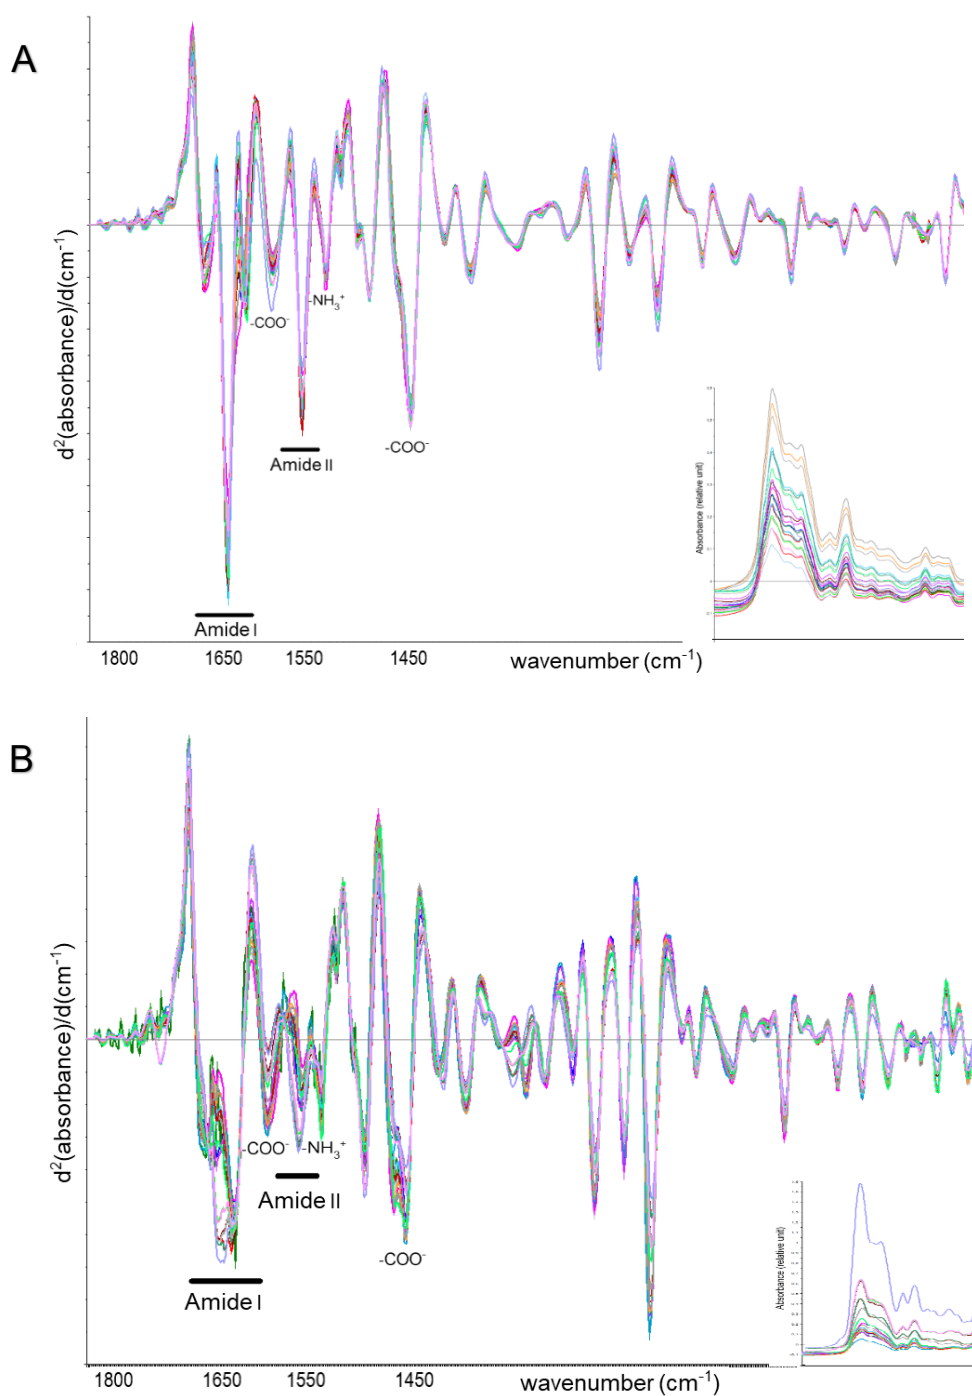 A
d²(absorbance)/d(cm⁻¹)
-COO⁻
-NH₃⁺
Amide II
-COO⁻
Amide I
Absorbance (relative unit)
1800 1650 1550 1450 wavenumber (cm⁻¹)
B
d²(absorbance)/d(cm⁻¹)
-COO⁻ -NH₃⁺
Amide II
-COO⁻
Amide I
Absorbance (relative unit)
1800 1650 1550 1450 wavenumber (cm⁻¹)